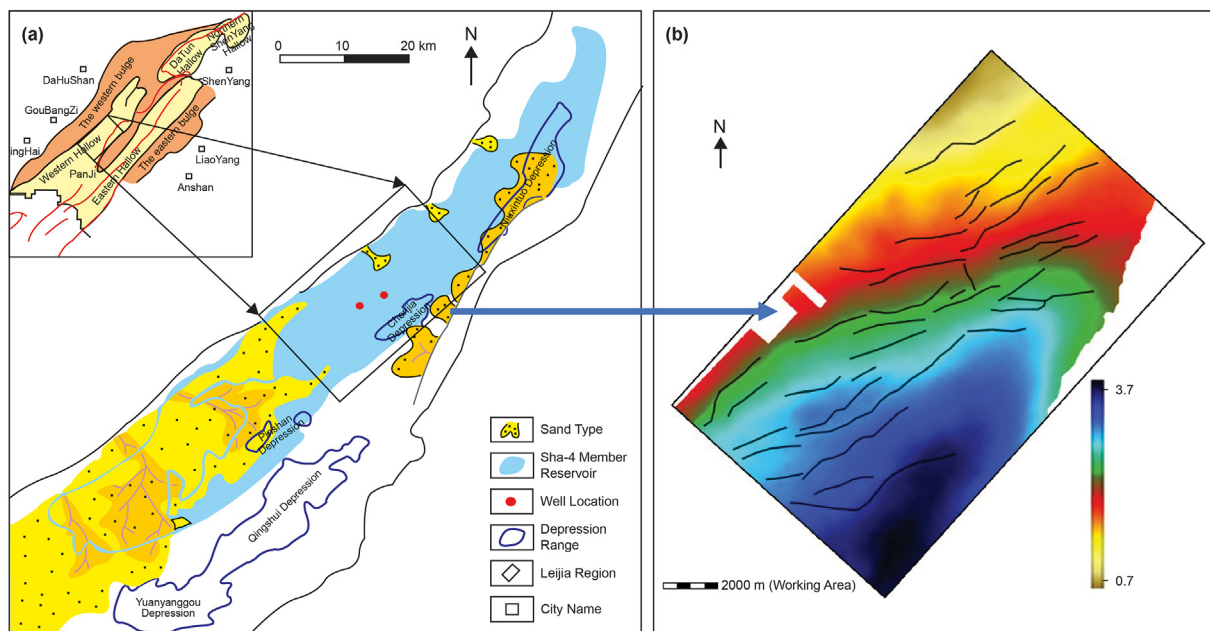 (a)
DaHuShan
GouBangZi
ingHai
The western bulge
DaTun
Hallow
Northern
ShenYang
Hallow
ShenYang
Western Hallow
PanJi
Eastern Hallow
The eastern bulge
LiaoYang
Anshan
0 10 20 km
N
Niuxintuo Depression
Chenjia
Depression
Panshan
Depression
Qingshui Depression
Yuanyanggou
Depression
Sand Type
Sha-4 Member
Reservoir
Well Location
Depression
Range
Leijia Region
City Name
(b)
N
3.7
0.7
2000 m (Working Area)